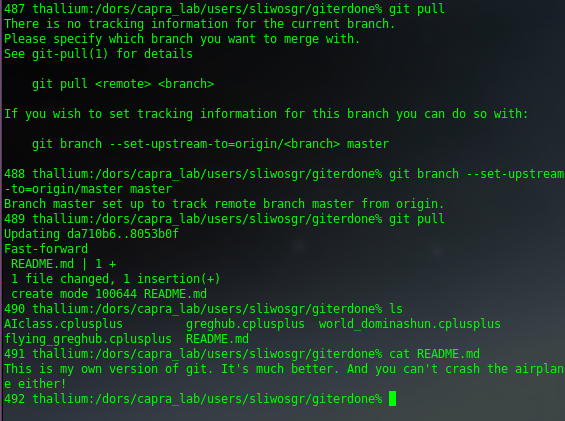 487 thallium:/dors/capra_lab/users/sliwosgr/giterdone% git pull
There is no tracking information for the current branch.
Please specify which branch you want to merge with.
See git-pull(1) for details
    git pull <remote> <branch>
If you wish to set tracking information for this branch you can do so with:
    git branch --set-upstream-to=origin/<branch> master
488 thallium:/dors/capra_lab/users/sliwosgr/giterdone% git branch --set-upstream
-to=origin/master master
Branch master set up to track remote branch master from origin.
489 thallium:/dors/capra_lab/users/sliwosgr/giterdone% git pull
Updating da710b6..8053b0f
Fast-forward
 README.md | 1 +
 1 file changed, 1 insertion(+)
 create mode 100644 README.md
490 thallium:/dors/capra_lab/users/sliwosgr/giterdone% ls
AIclass.cplusplus         greghub.cplusplus  world_dominashun.cplusplus
flying_greghub.cplusplus  README.md
491 thallium:/dors/capra_lab/users/sliwosgr/giterdone% cat README.md
This is my own version of git. It's much better. And you can't crash the airplan
e either!
492 thallium:/dors/capra_lab/users/sliwosgr/giterdone%